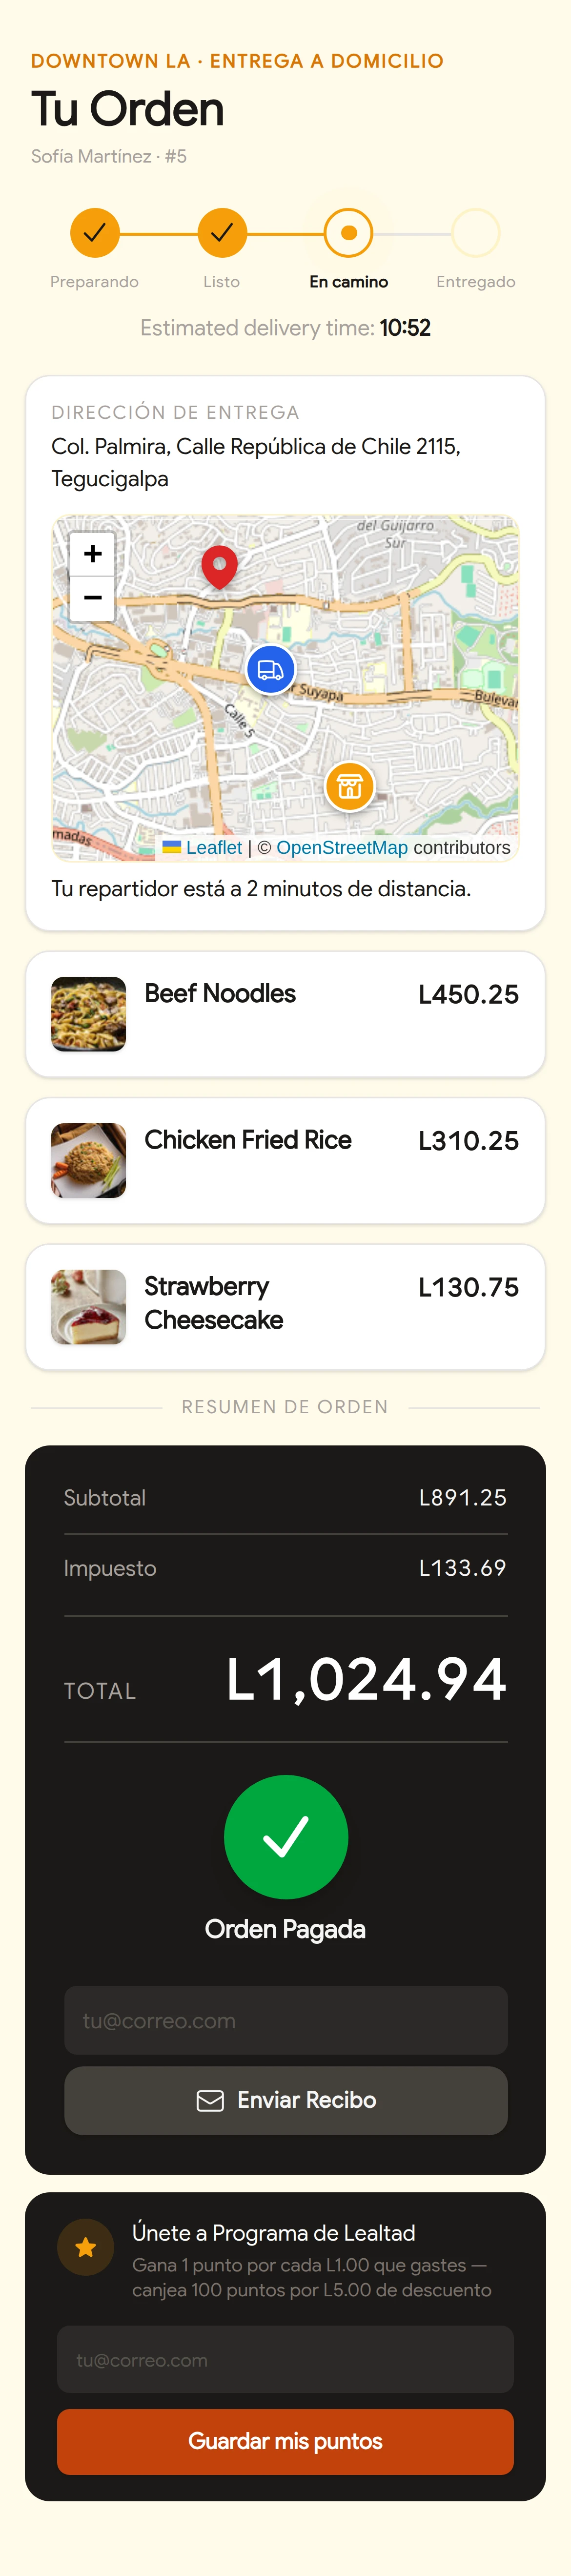 DOWNTOWN LA · ENTREGA A DOMICILIO
Tu Orden
Sofía Martínez · #5
Preparando
Listo
En camino
Entregado
Estimated delivery time: 10:52
DIRECCIÓN DE ENTREGA
Col. Palmira, Calle República de Chile 2115,
Tegucigalpa
del Guijarro
Sur
+
−
r Suyapa
Bulevar
Calle S
madas
Leaflet | © OpenStreetMap contributors
Tu repartidor está a 2 minutos de distancia.
Beef Noodles L450.25
Chicken Fried Rice L310.25
Strawberry L130.75
Cheesecake
RESUMEN DE ORDEN
Subtotal L891.25
Impuesto L133.69
TOTAL L1,024.94
Orden Pagada
tu@correo.com
Enviar Recibo
Únete a Programa de Lealtad
Gana 1 punto por cada L1.00 que gastes —
canjea 100 puntos por L5.00 de descuento
tu@correo.com
Guardar mis puntos